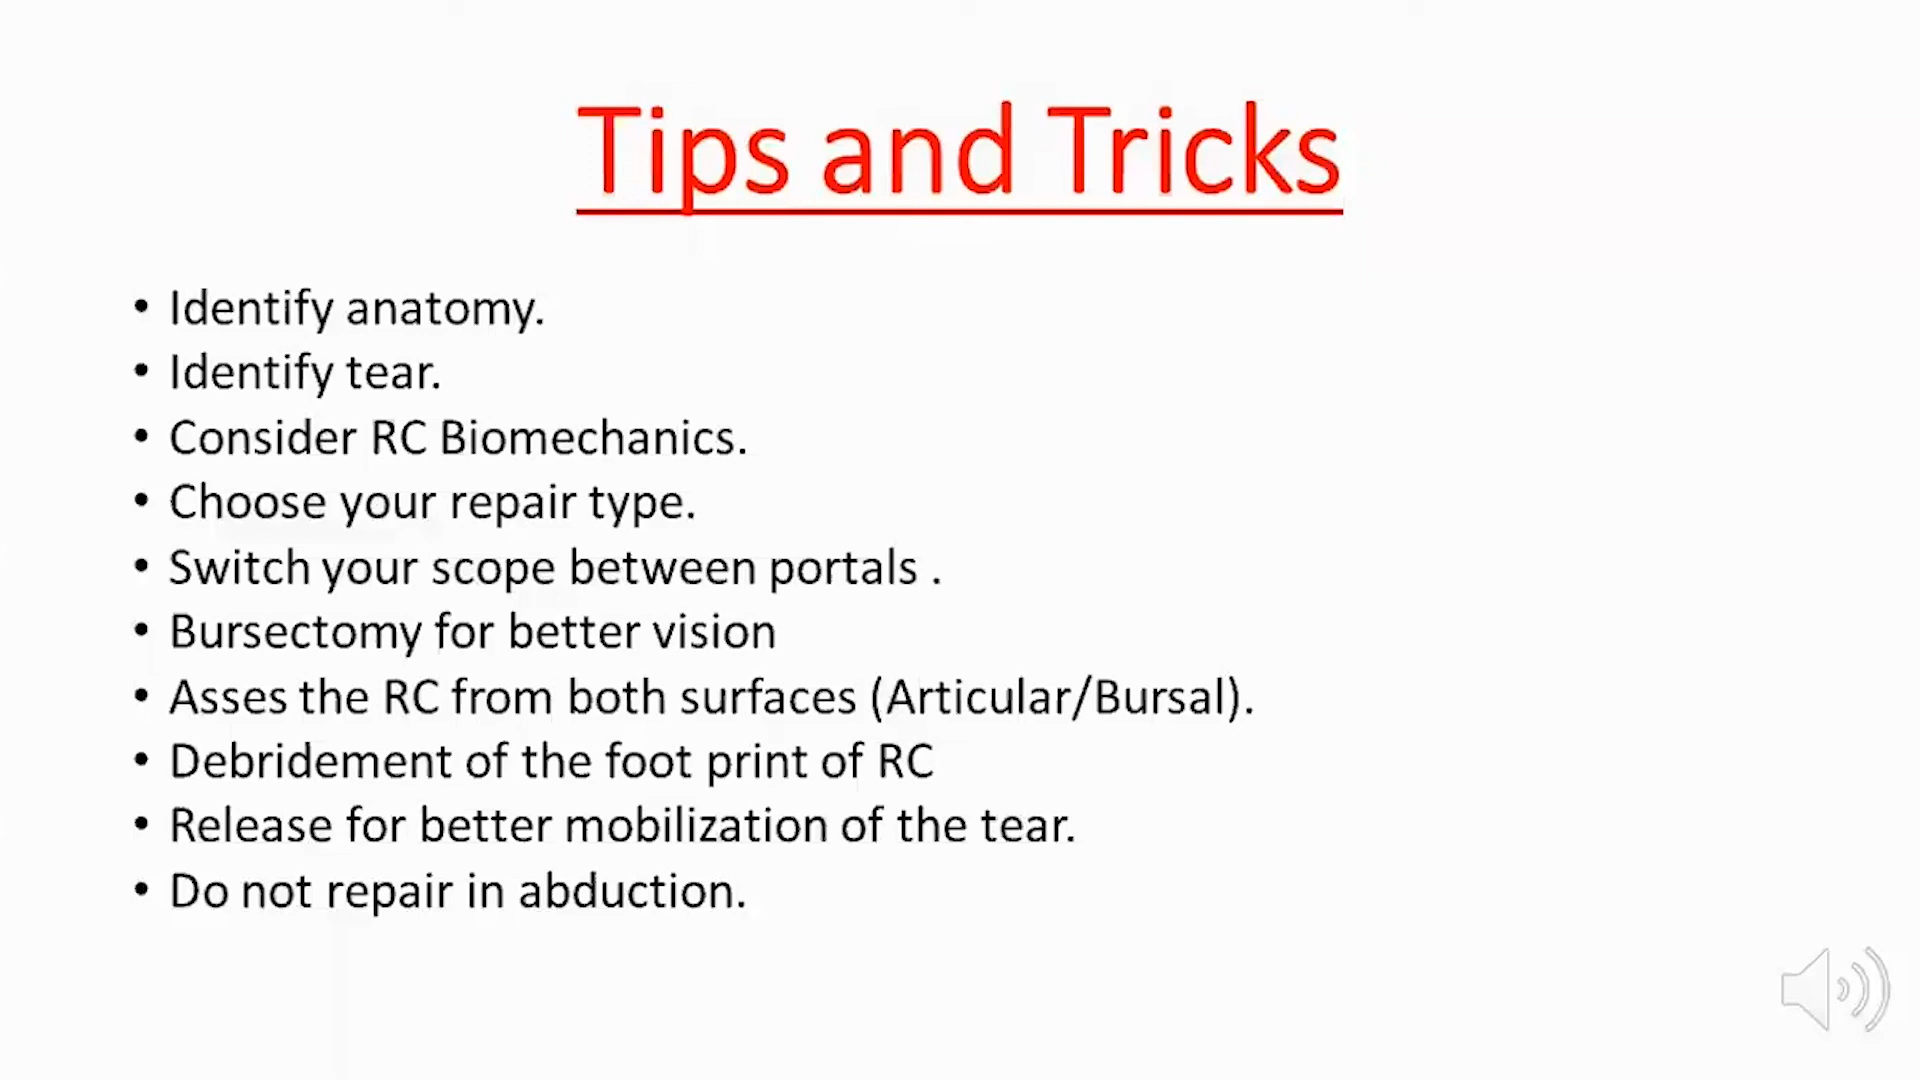 Tips and Tricks
• Identify anatomy.
• Identify tear.
• Consider RC Biomechanics.
• Choose your repair type.
• Switch your scope between portals .
• Bursectomy for better vision
• Asses the RC from both surfaces (Articular/Bursal).
• Debridement of the foot print of RC
• Release for better mobilization of the tear.
• Do not repair in abduction.